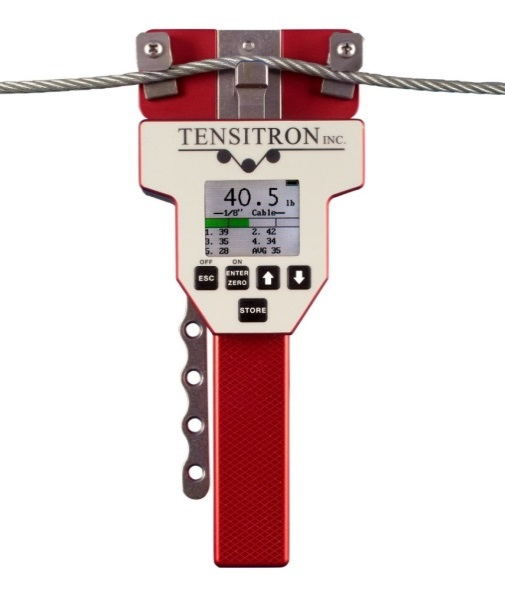 TENSITRON INC.
40.5 lb
1/8" Cable
1. 39 2. 42
3. 35 4. 34
5. 28 AVG 35
OFF ON
ESC ENTER
ZERO
STORE